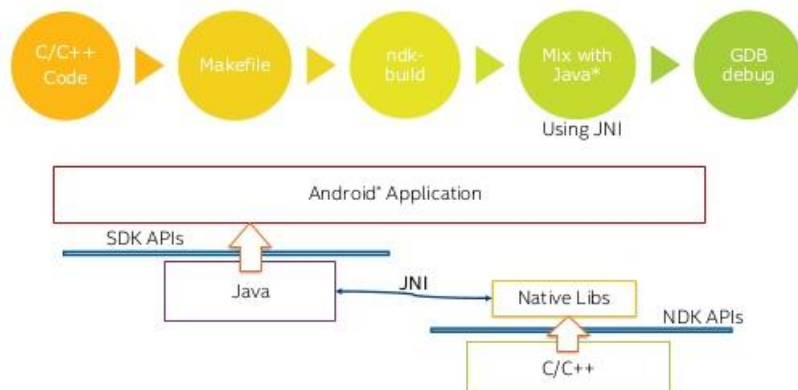 C/C++
Code
Makefile
ndk-
build
Mix with
Java*
GDB
debug
Using JNI
Android* Application
SDK APIs
Java
JNI
Native Libs
NDK APIs
C/C++